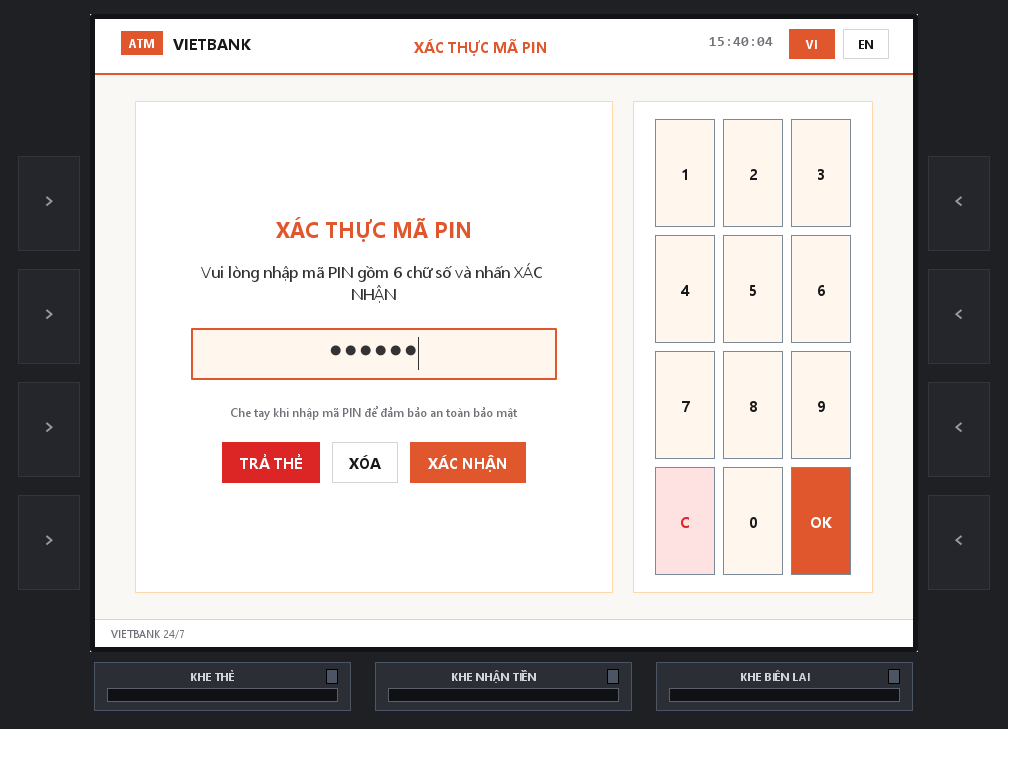 ATM VIETBANK
XÁC THỰC MÃ PIN
15:40:04
VI
EN
XÁC THỰC MÃ PIN
Vui lòng nhập mã PIN gồm 6 chữ số và nhấn XÁC
NHẬN
●●●●●●
Che tay khi nhập mã PIN để đảm bảo an toàn bảo mật
TRẢ THẺ
XÓA
XÁC NHẬN
1
2
3
4
5
6
7
8
9
C
0
OK
>
>
>
>
<
<
<
<
VIETBANK 24/7
KHE THẺ
KHE NHẬN TIỀN
KHE BIÊN LAI